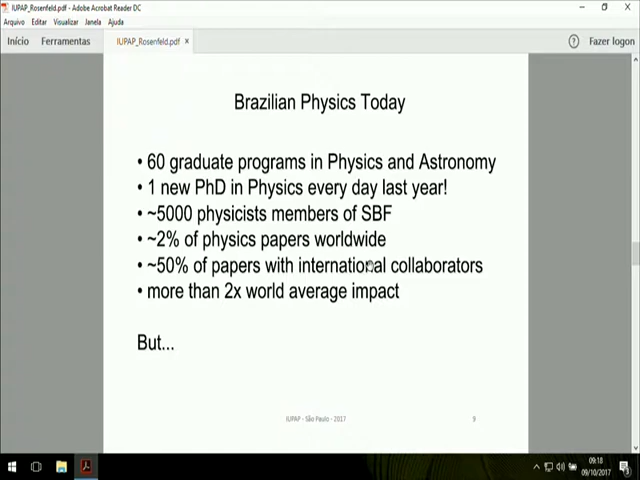 IUPAP_Rosenfeld.pdf - Adobe Acrobat Reader DC
Arquivo Editar Visualizar Janela Ajuda
Início Ferramentas IUPAP_Rosenfeld.pdf × ? Fazer logon
Brazilian Physics Today
• 60 graduate programs in Physics and Astronomy
• 1 new PhD in Physics every day last year!
• ~5000 physicists members of SBF
• ~2% of physics papers worldwide
• ~50% of papers with international collaborators
• more than 2x world average impact
But...
IUPAP - São Paulo - 2017 9
09:18
09/10/2017